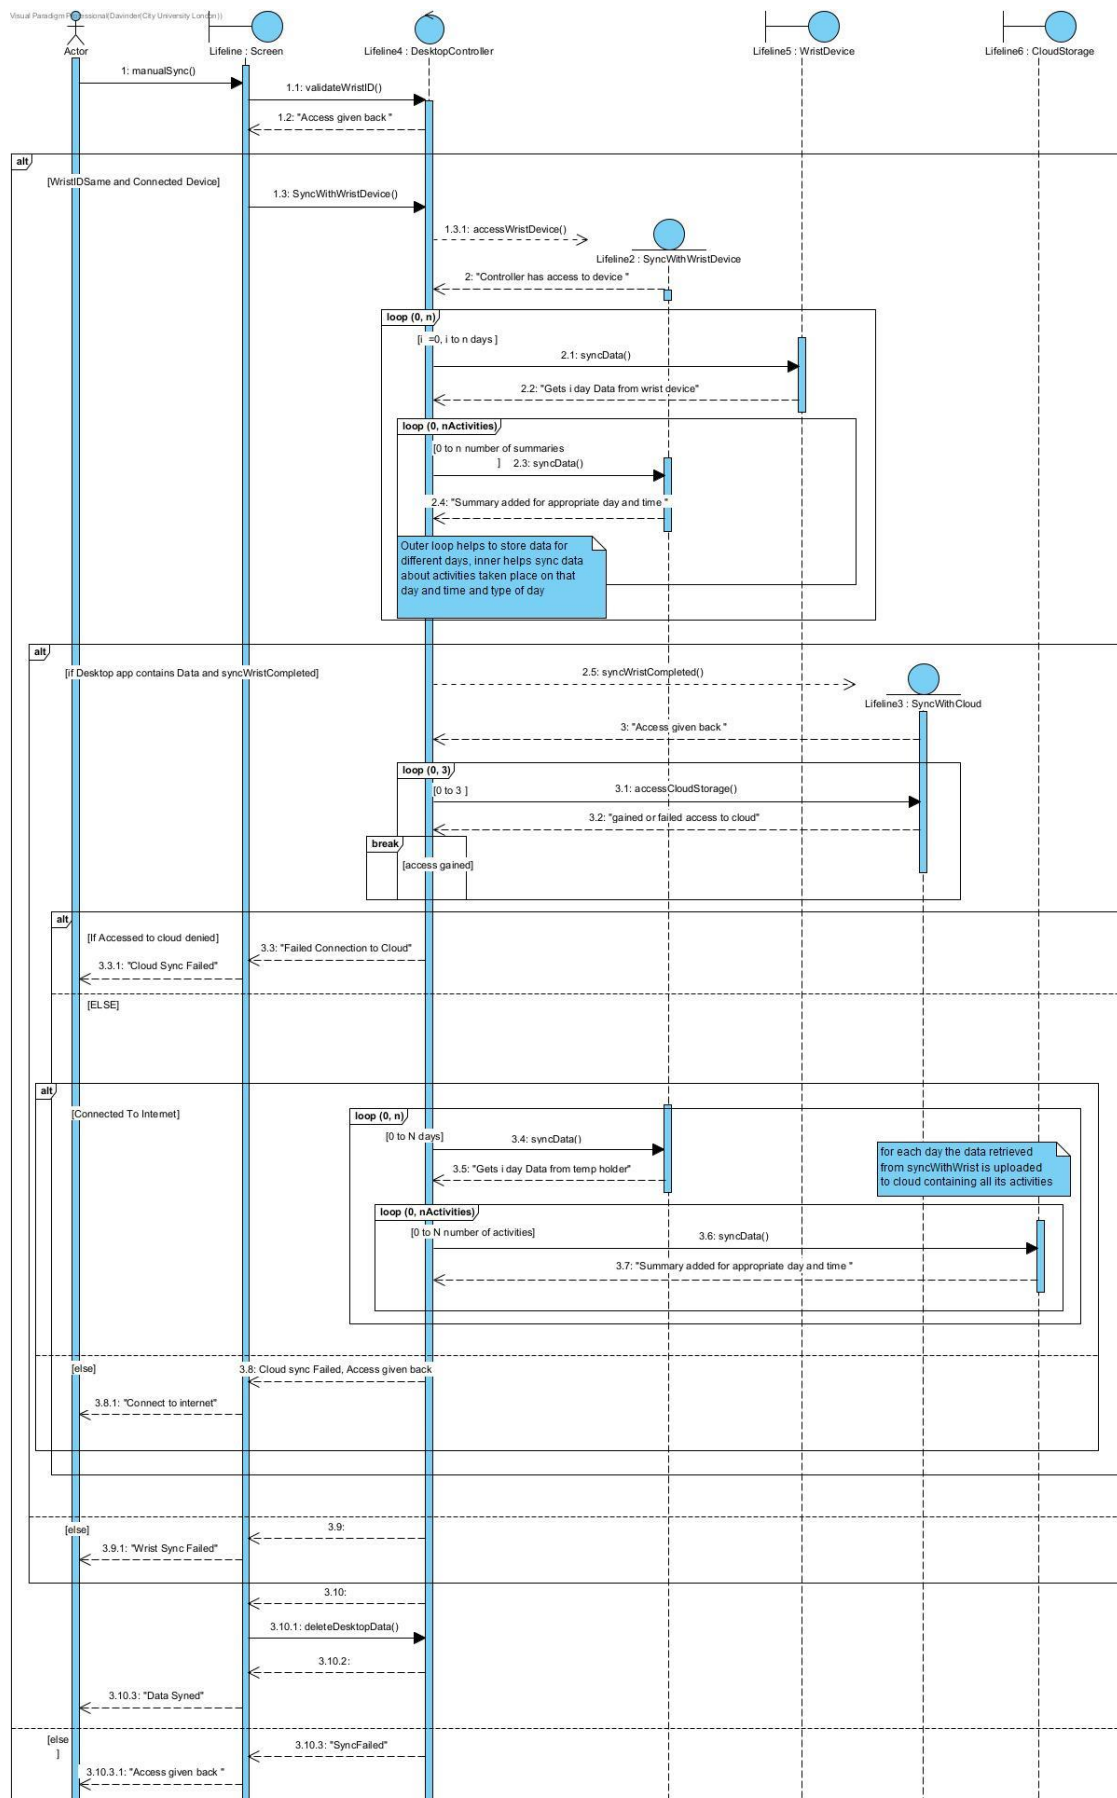 Visual Paradigm Professional(Davinder(City University London))
Actor
Lifeline : Screen
Lifeline4 : DesktopController
Lifeline5 : WristDevice
Lifeline6 : CloudStorage
1: manualSync()
1.1: validateWristID()
1.2: "Access given back "
alt
[WristIDSame and Connected Device]
1.3: SyncWithWristDevice()
1.3.1: accessWristDevice()
Lifeline2 : SyncWithWristDevice
2: "Controller has access to device "
loop (0, n)
[i =0, i to n days ]
2.1: syncData()
2.2: "Gets i day Data from wrist device"
loop (0, nActivities)
[0 to n number of summaries
] 2.3: syncData()
2.4: "Summary added for appropriate day and time "
Outer loop helps to store data for
different days, inner helps sync data
about activities taken place on that
day and time and type of day
alt
[if Desktop app contains Data and syncWristCompleted]
2.5: syncWristCompleted()
Lifeline3 : SyncWithCloud
3: "Access given back "
loop (0, 3)
[0 to 3 ]
3.1: accessCloudStorage()
3.2: "gained or failed access to cloud"
break
[access gained]
alt
[If Accessed to cloud denied]
3.3: "Failed Connection to Cloud"
3.3.1: "Cloud Sync Failed"
[ELSE]
alt
[Connected To Internet]
loop (0, n)
[0 to N days]
3.4: syncData()
3.5: "Gets i day Data from temp holder"
for each day the data retrieved
from syncWithWrist is uploaded
to cloud containing all its activities
loop (0, nActivities)
[0 to N number of activities]
3.6: syncData()
3.7: "Summary added for appropriate day and time "
[else]
3.8: Cloud sync Failed, Access given back
3.8.1: "Connect to internet"
[else]
3.9:
3.9.1: "Wrist Sync Failed"
3.10:
3.10.1: deleteDesktopData()
3.10.2:
3.10.3: "Data Syned"
[else
]
3.10.3: "SyncFailed"
3.10.3.1: "Access given back "